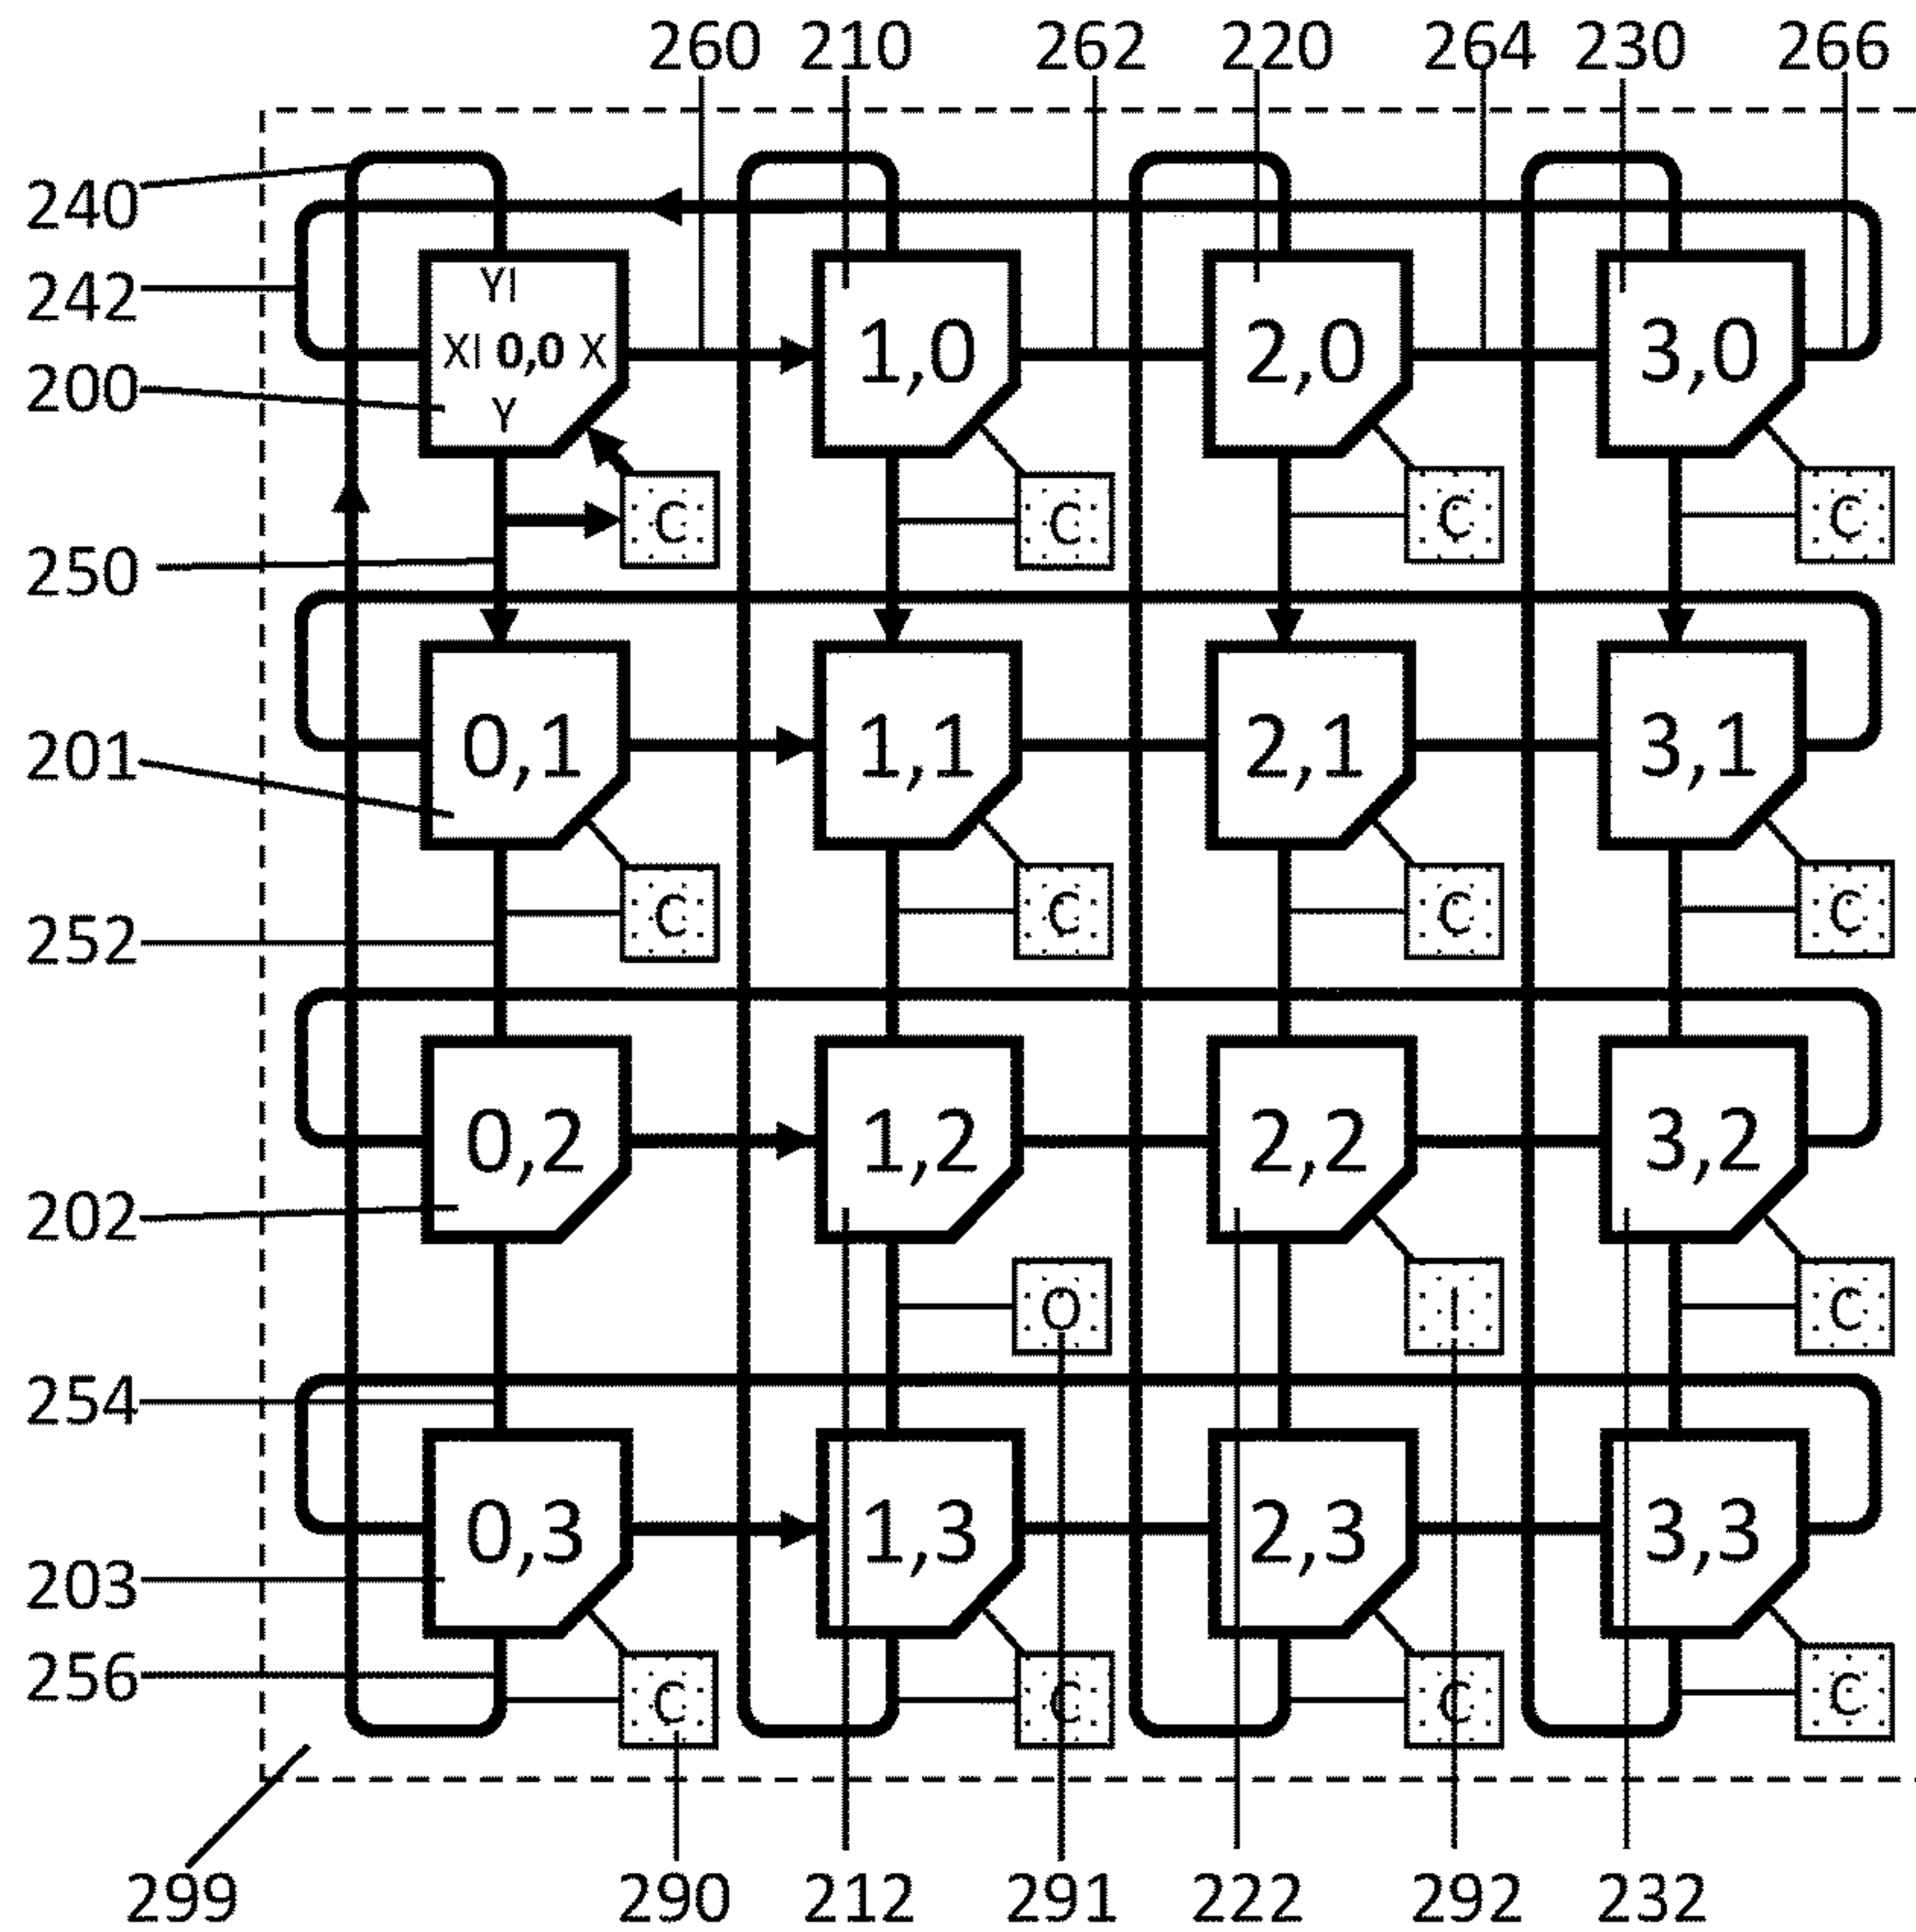 260 210 262 220 264 230 266
240
242
YI
XI 0,0 X
Y
1,0 2,0 3,0
200
C C C C
250
0,1 1,1 2,1 3,1
201
C C C C
252
0,2 1,2 2,2 3,2
202
O I C
254
0,3 1,3 2,3 3,3
203
256
C C C C
299 290 212 291 222 292 232